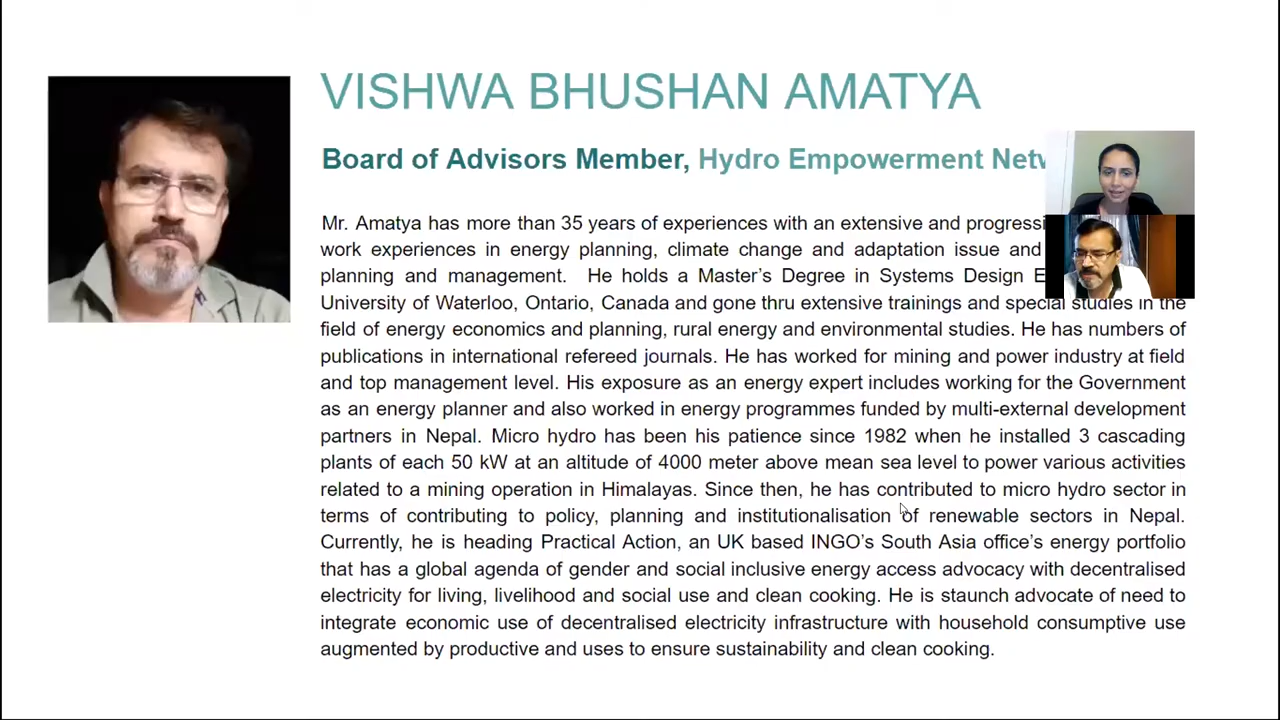 VISHWA BHUSHAN AMATYA
Board of Advisors Member, Hydro Empowerment
Mr. Amatya has more than 35 years of experiences with an extensive and
work experiences in energy planning, climate change and adaptation issue and
planning and management. He holds a Master's Degree in Systems Design
University of Waterloo, Ontario, Canada and gone thru extensive trainings and special studies in the
field of energy economics and planning, rural energy and environmental studies. He has numbers of
publications in international refereed journals. He has worked for mining and power industry at field
and top management level. His exposure as an energy expert includes working for the Government
as an energy planner and also worked in energy programmes funded by multi-external development
partners in Nepal. Micro hydro has been his patience since 1982 when he installed 3 cascading
plants of each 50 kW at an altitude of 4000 meter above mean sea level to power various activities
related to a mining operation in Himalayas. Since then, he has contributed to micro hydro sector in
terms of contributing to policy, planning and institutionalisation of renewable sectors in Nepal.
Currently, he is heading Practical Action, an UK based INGO's South Asia office's energy portfolio
that has a global agenda of gender and social inclusive energy access advocacy with decentralised
electricity for living, livelihood and social use and clean cooking. He is staunch advocate of need to
integrate economic use of decentralised electricity infrastructure with household consumptive use
augmented by productive and uses to ensure sustainability and clean cooking.